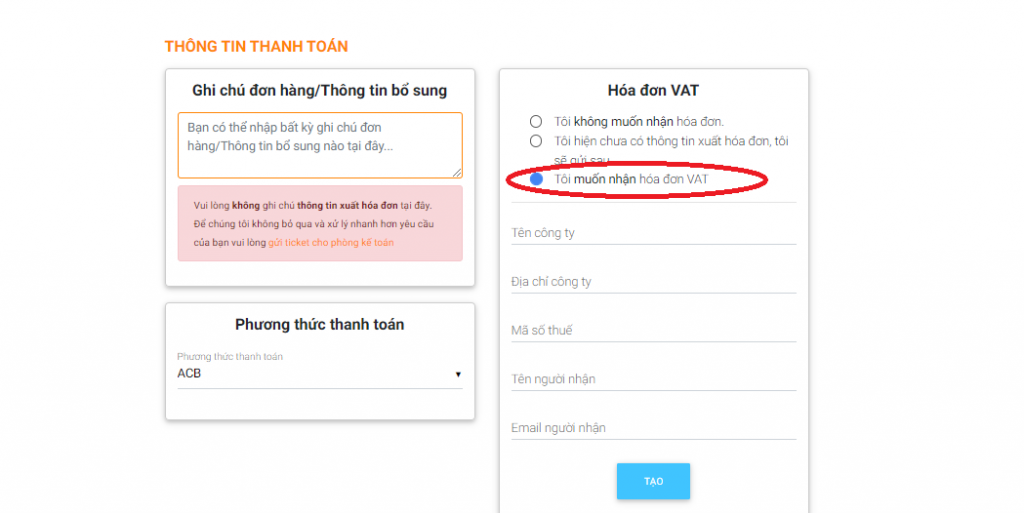 THÔNG TIN THANH TOÁN
Ghi chú đơn hàng/Thông tin bổ sung
Bạn có thể nhập bất kỳ ghi chú đơn
hàng/Thông tin bổ sung nào tại đây...
Vui lòng không ghi chú thông tin xuất hóa đơn tại đây.
Để chúng tôi không bỏ qua và xử lý nhanh hơn yêu cầu
của bạn vui lòng gửi ticket cho phòng kế toán
Phương thức thanh toán
Phương thức thanh toán
ACB
Hóa đơn VAT
Tôi không muốn nhận hóa đơn.
Tôi hiện chưa có thông tin xuất hóa đơn, tôi
sẽ gửi sau
Tôi muốn nhận hóa đơn VAT
Tên công ty
Địa chỉ công ty
Mã số thuế
Tên người nhận
Email người nhận
TẠO